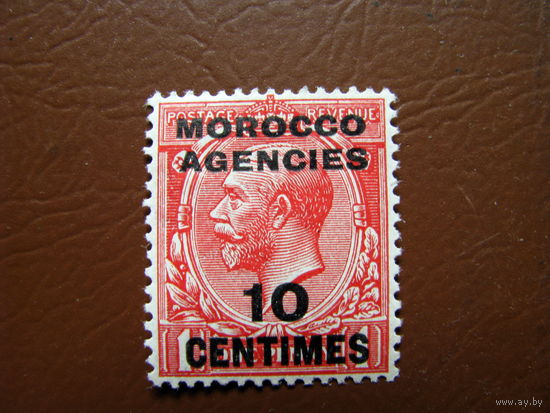 POSTAGE REVENUE
MOROCCO
AGENCIES
10
CENTIMES
www.ay.by